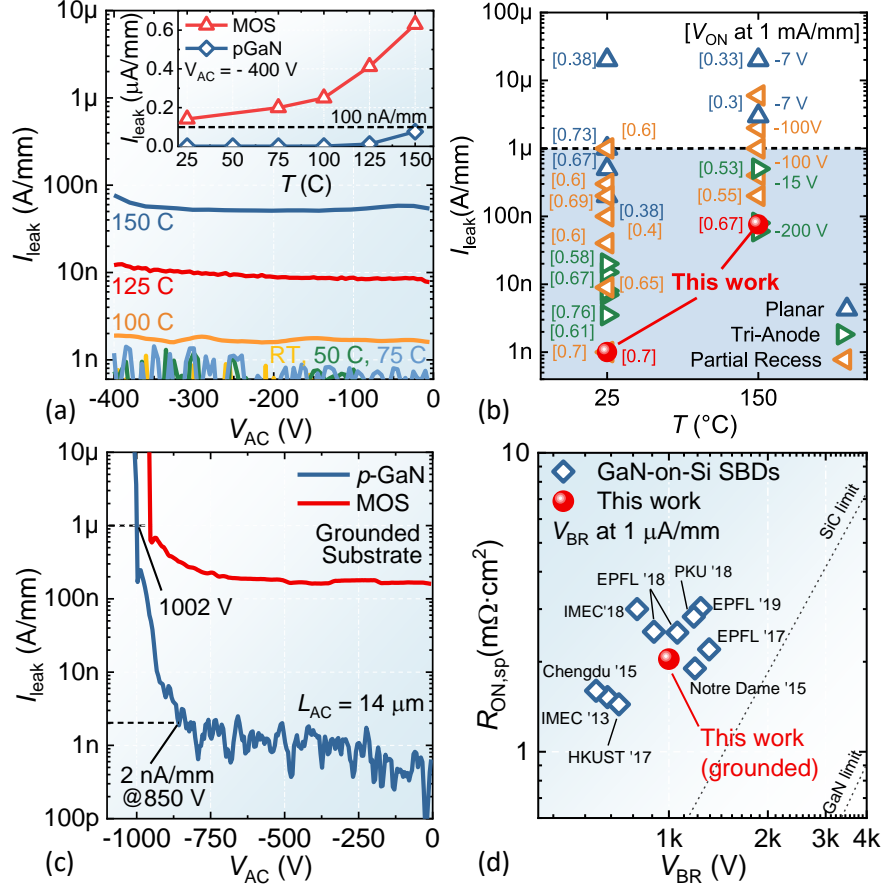 (a)
MOS
pGaN
V_AC = - 400 V
100 nA/mm
I_leak (μA/mm)
0.6
0.4
0.2
0.0
25 50 75 100 125 150
T (C)
I_leak (A/mm)
10μ
1μ
100n
10n
1n
150 C
125 C
100 C
RT 50 C, 75 C
-400 -300 -200 -100 0
V_AC (V)
(b)
[V_ON at 1 mA/mm]
I_leak(A/mm)
100μ
10μ
1μ
100n
10n
1n
[0.38]
[0.33] -7 V
[0.3] -7 V
[0.73] [0.6] -100V
[0.67] [0.53] -100 V
[0.6] -15 V
[0.69] [0.38] [0.55]
[0.4] [0.67]
[0.6] -200 V
[0.58]
[0.67] [0.65]
This work
[0.76]
[0.61]
[0.7] [0.7]
Planar
Tri-Anode
Partial Recess
25 150
T (°C)
(c)
p-GaN
MOS
Grounded
Substrate
1002 V
L_AC = 14 μm
2 nA/mm
@850 V
I_leak (A/mm)
10μ
1μ
100n
10n
1n
100p
-1000 -750 -500 -250 0
V_AC (V)
(d)
GaN-on-Si SBDs
This work
V_BR at 1 μA/mm
SiC limit
GaN limit
EPFL '18
PKU '18
IMEC'18
EPFL '19
EPFL '17
Chengdu '15
Notre Dame '15
IMEC '13
HKUST '17
This work
(grounded)
R_ON,sp(mΩ·cm²)
10
1
1k 2k 3k 4k
V_BR (V)